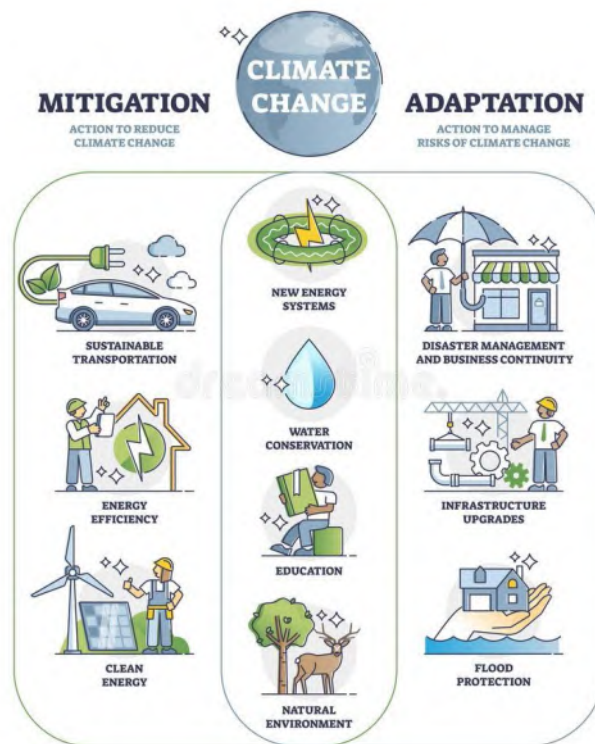 CLIMATE
CHANGE
MITIGATION
ACTION TO REDUCE
CLIMATE CHANGE
ADAPTATION
ACTION TO MANAGE
RISKS OF CLIMATE CHANGE
SUSTAINABLE
TRANSPORTATION
ENERGY
EFFICIENCY
CLEAN
ENERGY
NEW ENERGY
SYSTEMS
WATER
CONSERVATION
EDUCATION
NATURAL
ENVIRONMENT
DISASTER MANAGEMENT
AND BUSINESS CONTINUITY
INFRASTRUCTURE
UPGRADES
FLOOD
PROTECTION
dreamstime.